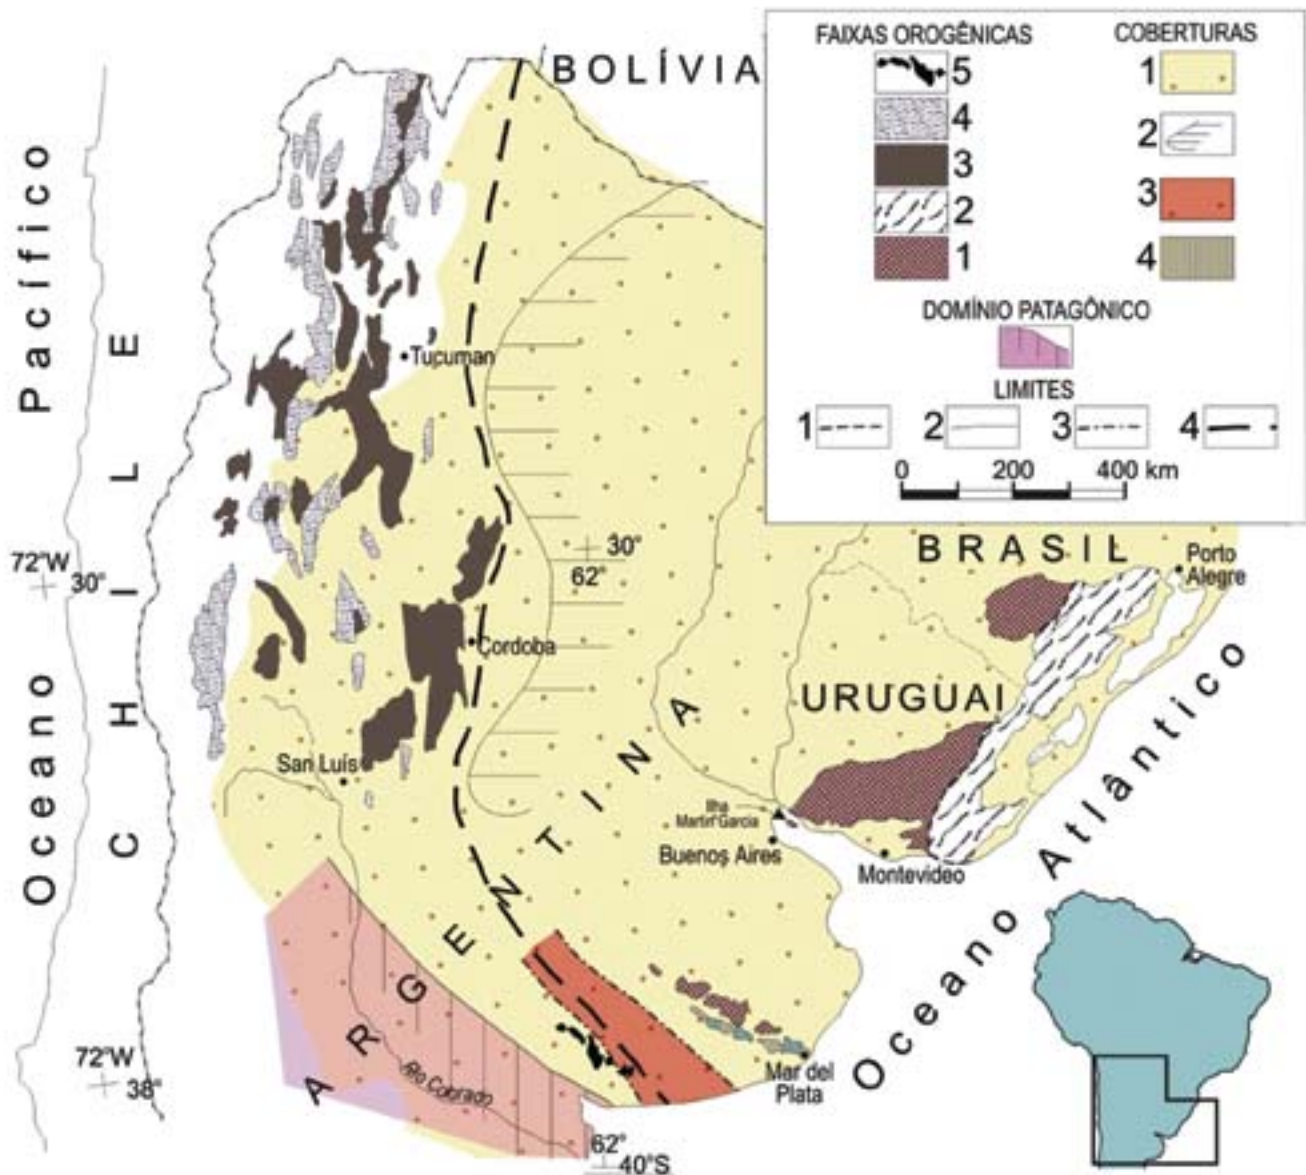 BOLÍVIA
FAIXAS OROGÊNICAS
5
4
3
2
1
COBERTURAS
1
2
3
4
DOMÍNIO PATAGÔNICO
LIMITES
1
2
3
4
0 200 400 km
Oceano Pacífico
CHILE
Tuçuman
72°W
30°
30°
62°
BRASIL
Porto
Alegre
Cordoba
URUGUAI
San Luís
ARGENTINA
Ilha
Martin Garcia
Buenos Aires
Montevideo
Oceano Atlântico
Mar del
Plata
Rio Colorado
72°W
38°
62°
40°S